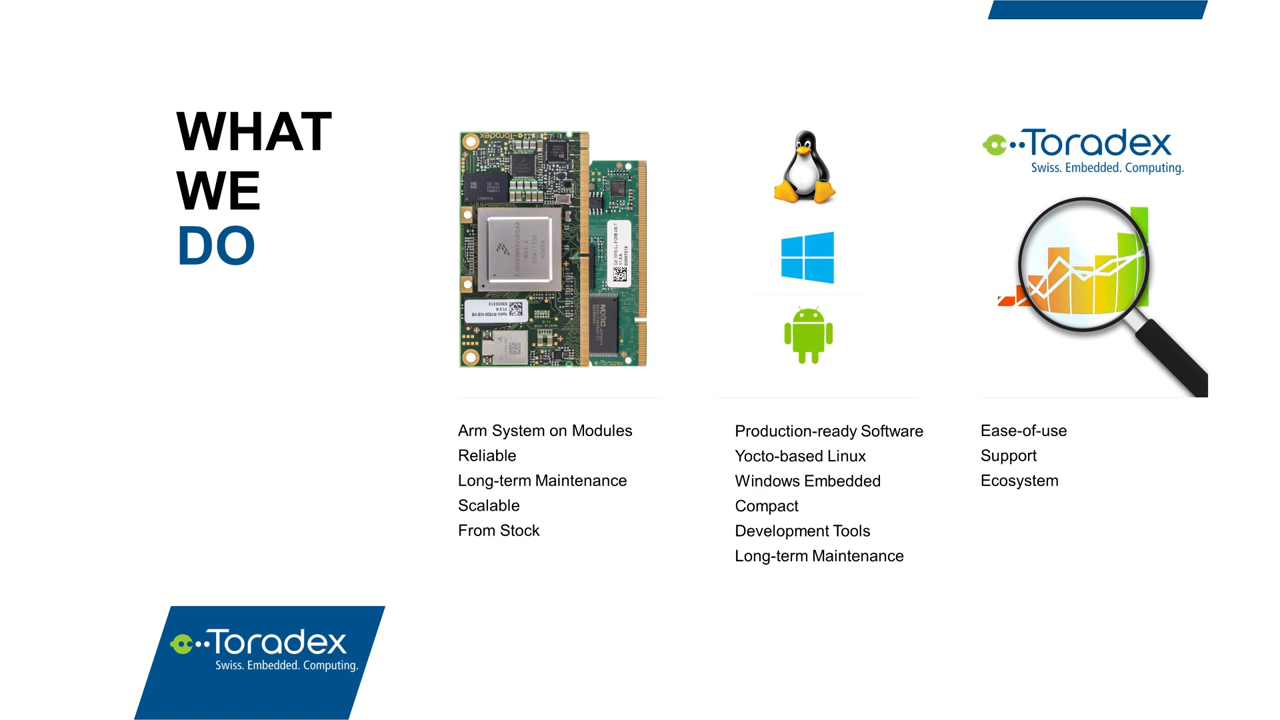 WHAT
WE
DO
Toradex
Toradex
Swiss. Embedded. Computing.
Arm System on Modules
Reliable
Long-term Maintenance
Scalable
From Stock
Production-ready Software
Yocto-based Linux
Windows Embedded
Compact
Development Tools
Long-term Maintenance
Ease-of-use
Support
Ecosystem
Toradex
Swiss. Embedded. Computing.